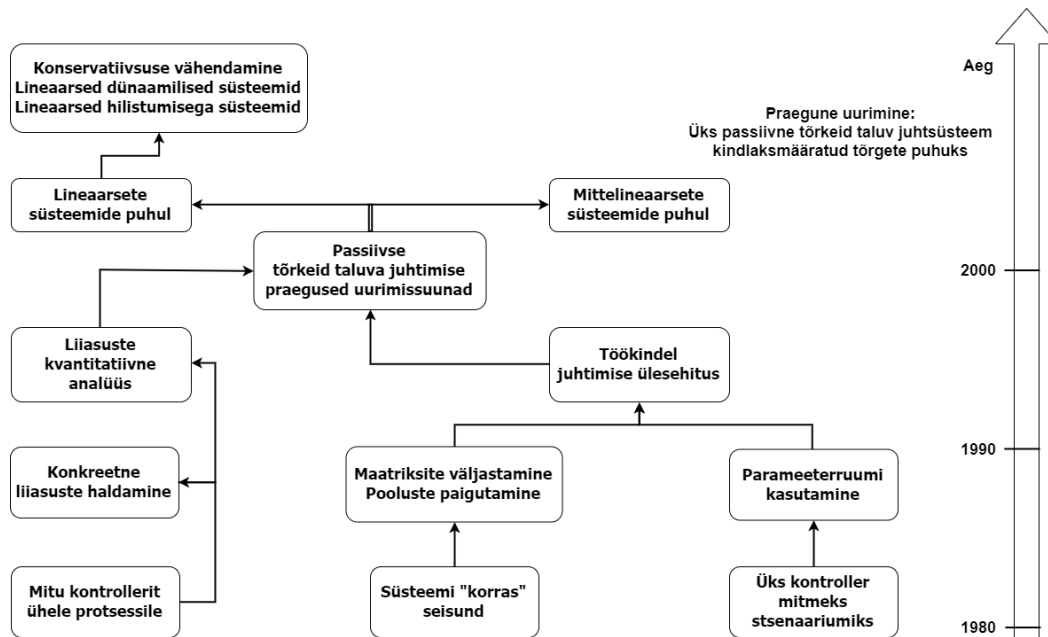 Konservatiivsuse vähendamine
Lineaarsed dünaamilised süsteemid
Lineaarsed hilistumisega süsteemid
Aeg
Praegune uurimine:
Üks passiivne tõrkeid taluv juhtsüsteem
kindlaksmääratud tõrgete puhuks
Lineaarsete
süsteemide puhul
Mittelineaarsete
süsteemide puhul
Passiivse
tõrkeid taluva juhtimise
praegused uurimissuunad
2000
Liiasuste
kvantitatiivne
analüüs
Töökindel
juhtimise ülesehitus
1990
Konkreetne
liiasuste haldamine
Maatriksite väljastamine
Pooluste paigutamine
Parameeterruumi
kasutamine
Mitu kontrollerit
ühele protsessile
Süsteemi "korras"
seisund
Üks kontroller
mitmeks
stsenaariumiks
1980